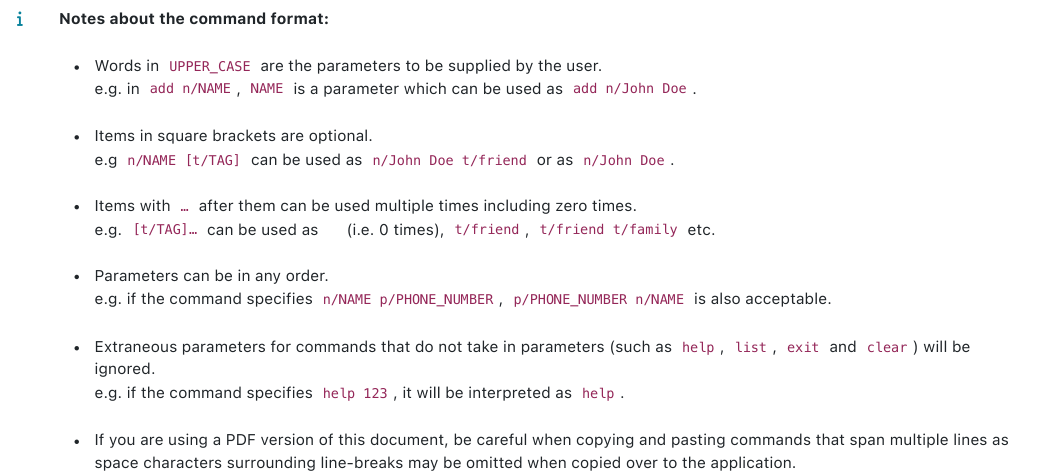 i Notes about the command format:
• Words in UPPER_CASE are the parameters to be supplied by the user.
e.g. in add n/NAME , NAME is a parameter which can be used as add n/John Doe .
• Items in square brackets are optional.
e.g n/NAME [t/TAG] can be used as n/John Doe t/friend or as n/John Doe .
• Items with … after them can be used multiple times including zero times.
e.g. [t/TAG]… can be used as   (i.e. 0 times), t/friend , t/friend t/family etc.
• Parameters can be in any order.
e.g. if the command specifies n/NAME p/PHONE_NUMBER , p/PHONE_NUMBER n/NAME is also acceptable.
• Extraneous parameters for commands that do not take in parameters (such as help , list , exit and clear ) will be
ignored.
e.g. if the command specifies help 123 , it will be interpreted as help .
• If you are using a PDF version of this document, be careful when copying and pasting commands that span multiple lines as
space characters surrounding line-breaks may be omitted when copied over to the application.